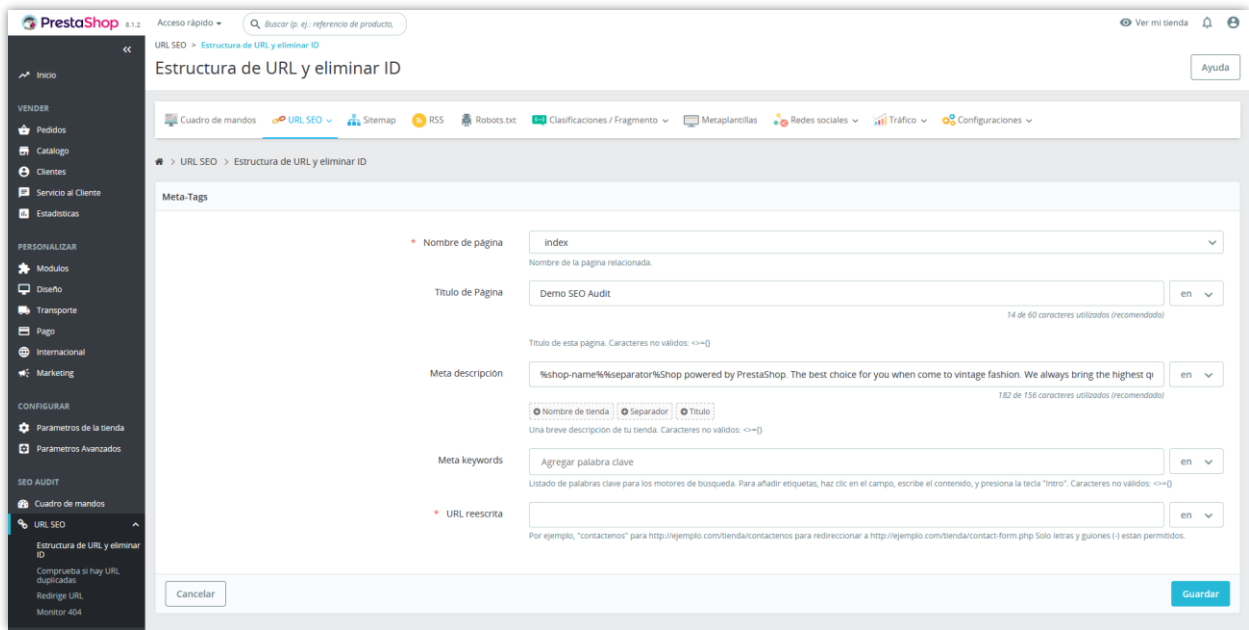 PrestaShop 8.1.2
Acceso rápido
Buscar (p. ej.: referencia de producto,
Ver mi tienda
URL SEO > Estructura de URL y eliminar ID
Estructura de URL y eliminar ID
Ayuda
Inicio
VENDER
Pedidos
Catálogo
Clientes
Servicio al Cliente
Estadísticas
PERSONALIZAR
Módulos
Diseño
Transporte
Pago
Internacional
Marketing
CONFIGURAR
Parámetros de la tienda
Parámetros Avanzados
SEO AUDIT
Cuadro de mandos
URL SEO
Estructura de URL y eliminar
ID
Comprueba si hay URL
duplicadas
Redirige URL
Monitor 404
Cuadro de mandos
URL SEO
Sitemap
RSS
Robots.txt
Clasificaciones / Fragmento
Metaplantillas
Redes sociales
Tráfico
Configuraciones
> URL SEO > Estructura de URL y eliminar ID
Meta-Tags
* Nombre de página
index
Nombre de la página relacionada.
Título de Página
Demo SEO Audit
en
14 de 60 caracteres utilizados (recomendado)
Título de esta página. Caracteres no válidos: <>={}
Meta descripción
%shop-name%%separator%Shop powered by PrestaShop. The best choice for you when come to vintage fashion. We always bring the highest qu
en
182 de 156 caracteres utilizados (recomendado)
Nombre de tienda
Separador
Título
Una breve descripción de tu tienda. Caracteres no válidos: <>={}
Meta keywords
Agregar palabra clave
en
Listado de palabras clave para los motores de búsqueda. Para añadir etiquetas, haz clic en el campo, escribe el contenido, y presiona la tecla "Intro". Caracteres no válidos: <>={}
* URL reescrita
en
Por ejemplo, "contáctenos" para http://ejemplo.com/tienda/contactenos para redireccionar a http://ejemplo.com/tienda/contact-form.php Solo letras y guiones (-) están permitidos.
Cancelar
Guardar